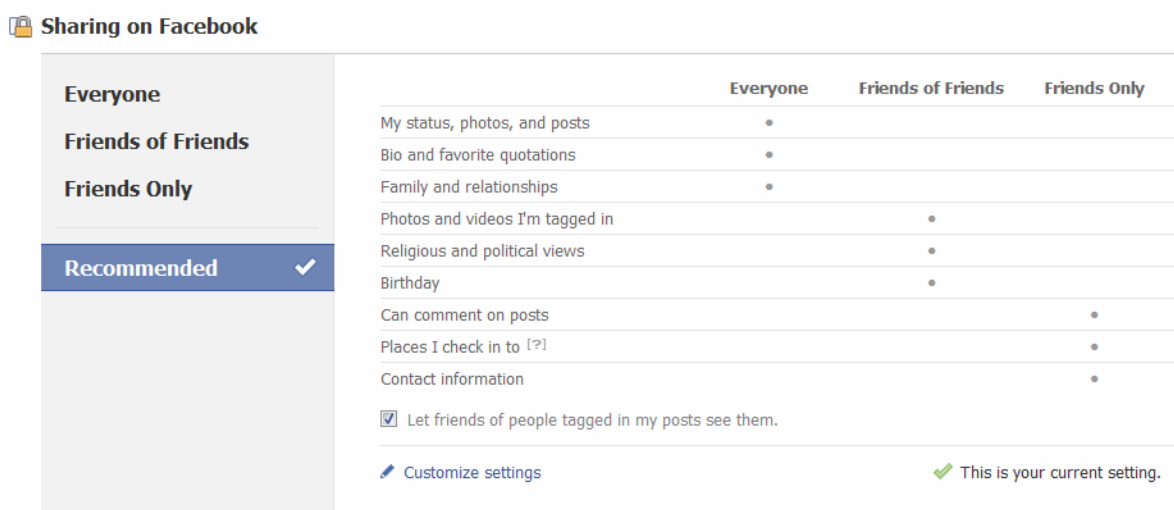 Sharing on Facebook
Everyone
Friends of Friends
Friends Only
Recommended
Everyone Friends of Friends Friends Only
My status, photos, and posts
Bio and favorite quotations
Family and relationships
Photos and videos I'm tagged in
Religious and political views
Birthday
Can comment on posts
Places I check in to [?]
Contact information
Let friends of people tagged in my posts see them.
Customize settings This is your current setting.